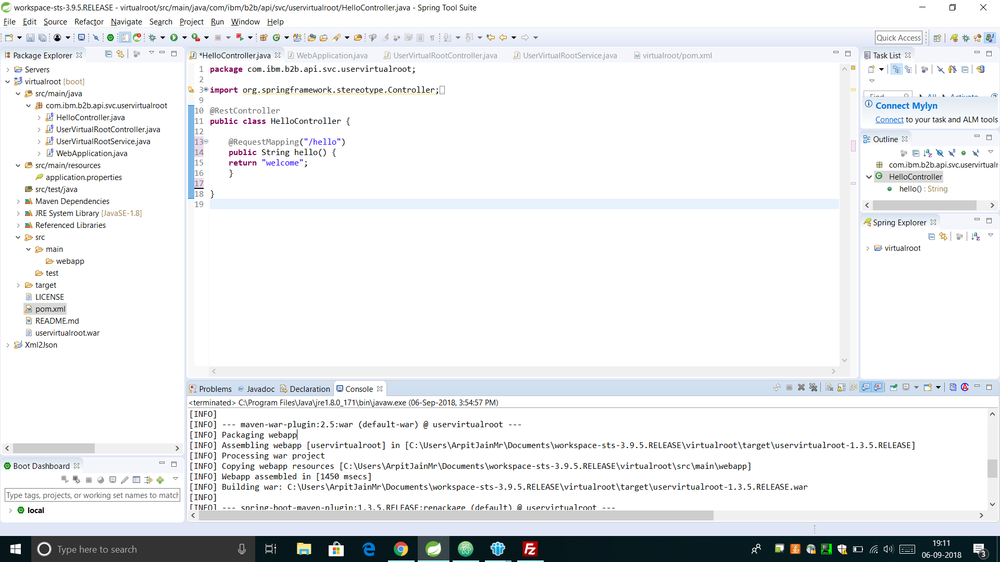 workspace-sts-3.9.5.RELEASE - virtualroot/src/main/java/com/ibm/b2b/api/svc/uservirtualroot/HelloController.java - Spring Tool Suite
File Edit Source Refactor Navigate Search Project Run Window Help
Quick Access
Package Explorer
Servers
virtualroot [boot]
src/main/java
com.ibm.b2b.api.svc.uservirtualroot
HelloController.java
UserVirtualRootController.java
UserVirtualRootService.java
WebApplication.java
src/main/resources
application.properties
src/test/java
Maven Dependencies
JRE System Library [JavaSE-1.8]
Referenced Libraries
src
main
webapp
test
target
LICENSE
pom.xml
README.md
uservirtualroot.war
Xml2Json
Boot Dashboard
Type tags, projects, or working set names to match
local
*HelloController.java WebApplication.java UserVirtualRootController.java UserVirtualRootService.java virtualroot/pom.xml
1 package com.ibm.b2b.api.svc.uservirtualroot;
2
3 import org.springframework.stereotype.Controller;
9
10 @RestController
11 public class HelloController {
12
13 @RequestMapping("/hello")
14 public String hello() {
15 return "welcome";
16 }
17
18 }
19
Task List
Find All Activate
Connect Mylyn
Connect to your task and ALM tools
Outline
com.ibm.b2b.api.svc.uservirtualr
HelloController
hello() : String
Spring Explorer
virtualroot
Problems @ Javadoc Declaration Console
<terminated> C:\Program Files\Java\jre1.8.0_171\bin\javaw.exe (06-Sep-2018, 3:54:57 PM)
[INFO]
[INFO] --- maven-war-plugin:2.5:war (default-war) @ uservirtualroot ---
[INFO] Packaging webapp
[INFO] Assembling webapp [uservirtualroot] in [C:\Users\ArpitJainMr\Documents\workspace-sts-3.9.5.RELEASE\virtualroot\target\uservirtualroot-1.3.5.RELEASE]
[INFO] Processing war project
[INFO] Copying webapp resources [C:\Users\ArpitJainMr\Documents\workspace-sts-3.9.5.RELEASE\virtualroot\src\main\webapp]
[INFO] Webapp assembled in [1450 msecs]
[INFO] Building war: C:\Users\ArpitJainMr\Documents\workspace-sts-3.9.5.RELEASE\virtualroot\target\uservirtualroot-1.3.5.RELEASE.war
[INFO]
[INFO] --- spring-boot-maven-plugin:1.3.5.RELEASE:repackage (default) @ uservirtualroot ---
Type here to search
19:11
06-09-2018
3